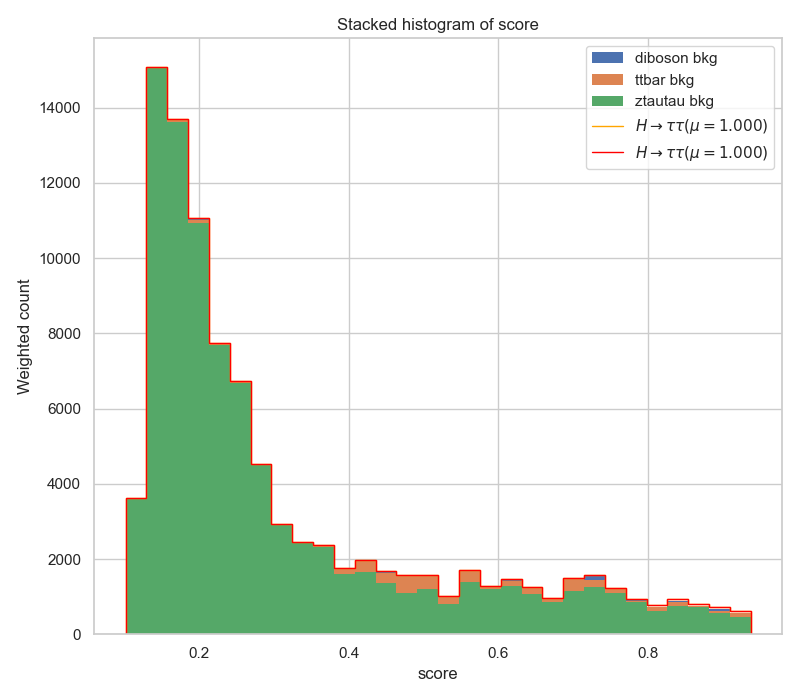 Stacked histogram of score
diboson bkg
ttbar bkg
ztautau bkg
H → ττ(μ = 1.000)
H → ττ(μ = 1.000)
Weighted count
14000
12000
10000
8000
6000
4000
2000
0
0.2 0.4 0.6 0.8
score